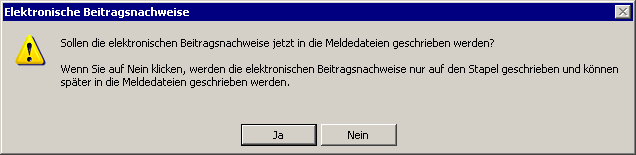 Elektronische Beitragsnachweise
Sollen die elektronischen Beitragsnachweise jetzt in die Meldedateien geschrieben werden?
Wenn Sie auf Nein klicken, werden die elektronischen Beitragsnachweise nur auf den Stapel geschrieben und können
später in die Meldedateien geschrieben werden.
Ja
Nein